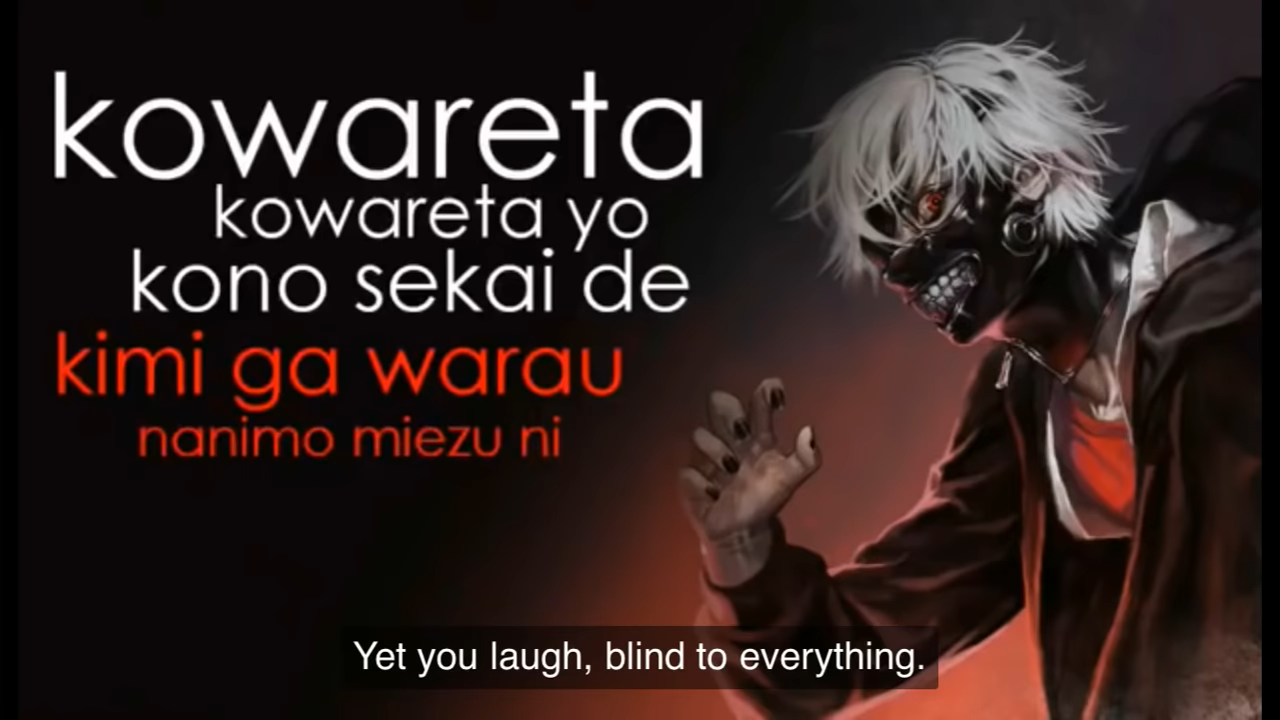 kowareta
kowareta yo
kono sekai de
kimi ga warau
nanimo miezu ni
Yet you laugh, blind to everything.